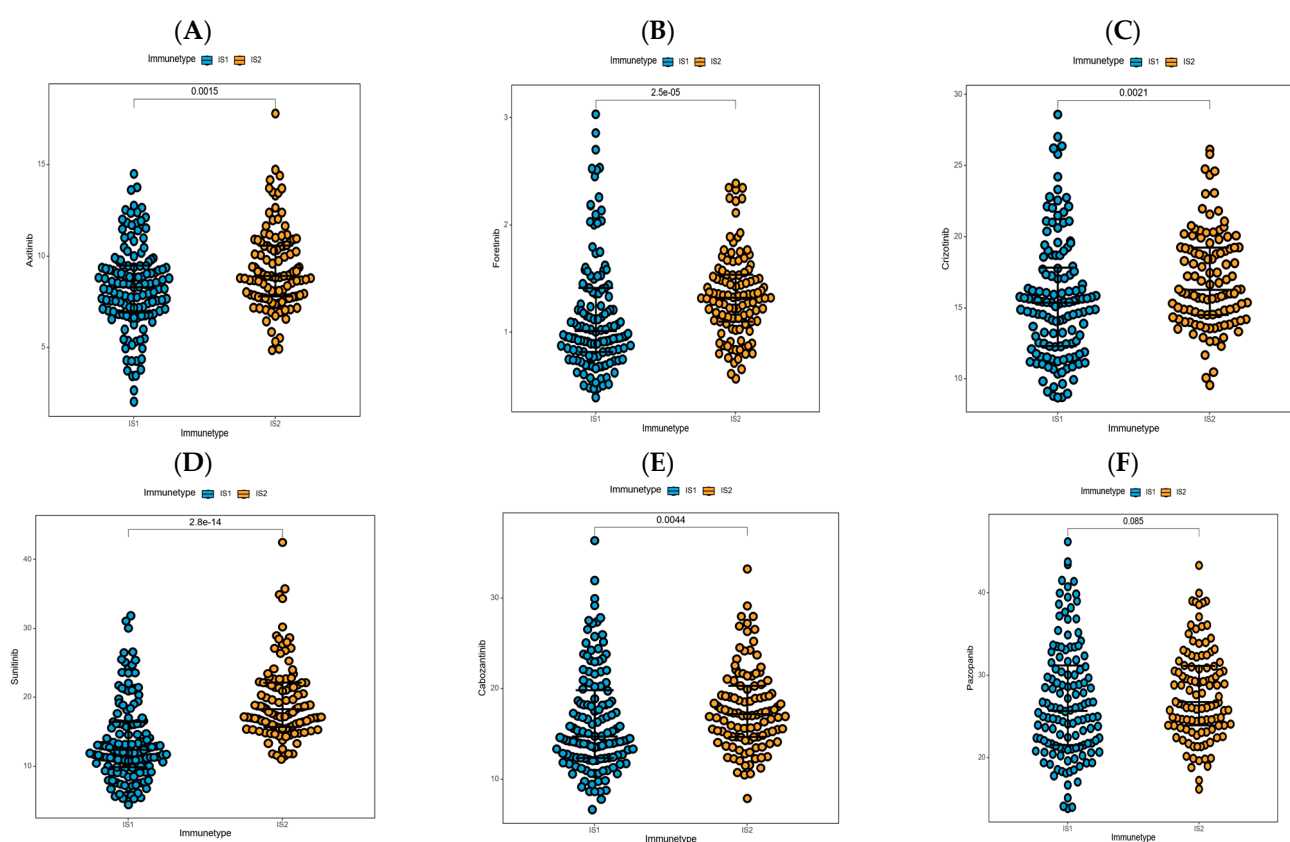 (A)
Immunetype IS1 IS2
0.0015
15
10
5
Axitinib
IS1 IS2
Immunetype
(B)
Immunetype IS1 IS2
2.5e-05
3
2
1
Foretinib
IS1 IS2
Immunetype
(C)
Immunetype IS1 IS2
0.0021
30
25
20
15
10
Crizotinib
IS1 IS2
Immunetype
(D)
Immunetype IS1 IS2
2.8e-14
40
30
20
10
Sunitinib
IS1 IS2
Immunetype
(E)
Immunetype IS1 IS2
0.0044
30
20
10
Cabozantinib
IS1 IS2
Immunetype
(F)
Immunetype IS1 IS2
0.085
40
30
20
Pazopanib
IS1 IS2
Immunetype